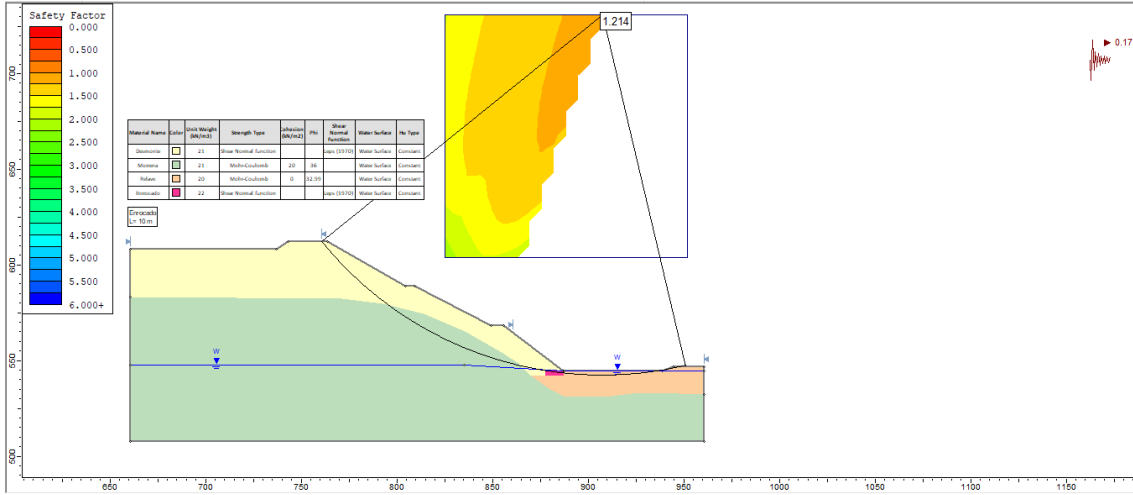 Safety Factor
0.000
0.500
1.000
1.500
2.000
2.500
3.000
3.500
4.000
4.500
5.000
5.500
6.000+
1.214
0.17
Material Name Color Unit Weight (kN/m3) Strength Type Cohesion (kN/m2) Phi Shear Normal Function Water Surface Hu Type
Desmonte 21 Shear Normal function Leps (1970) Water Surface Constant
Morrena 21 Mohr-Coulomb 20 36 Water Surface Constant
Relave 20 Mohr-Coulomb 0 32.99 Water Surface Constant
Enrocado 22 Shear Normal function Leps (1970) Water Surface Constant
Enrocado
L= 10 m
W
W
700
650
600
550
500
650 700 750 800 850 900 950 1000 1050 1100 1150